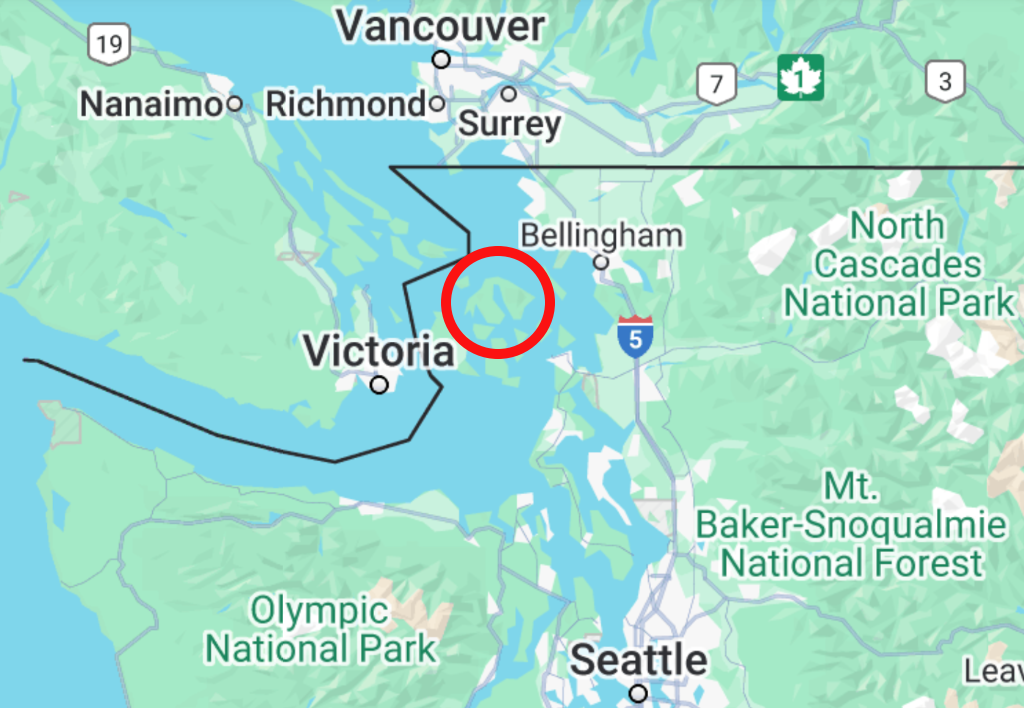 Vancouver
19
7
1
3
Nanaimo
Richmond
Surrey
North
Cascades
National Park
Bellingham
5
Victoria
Mt.
Baker-Snoqualmie
National Forest
Olympic
National Park
Seattle
Leav